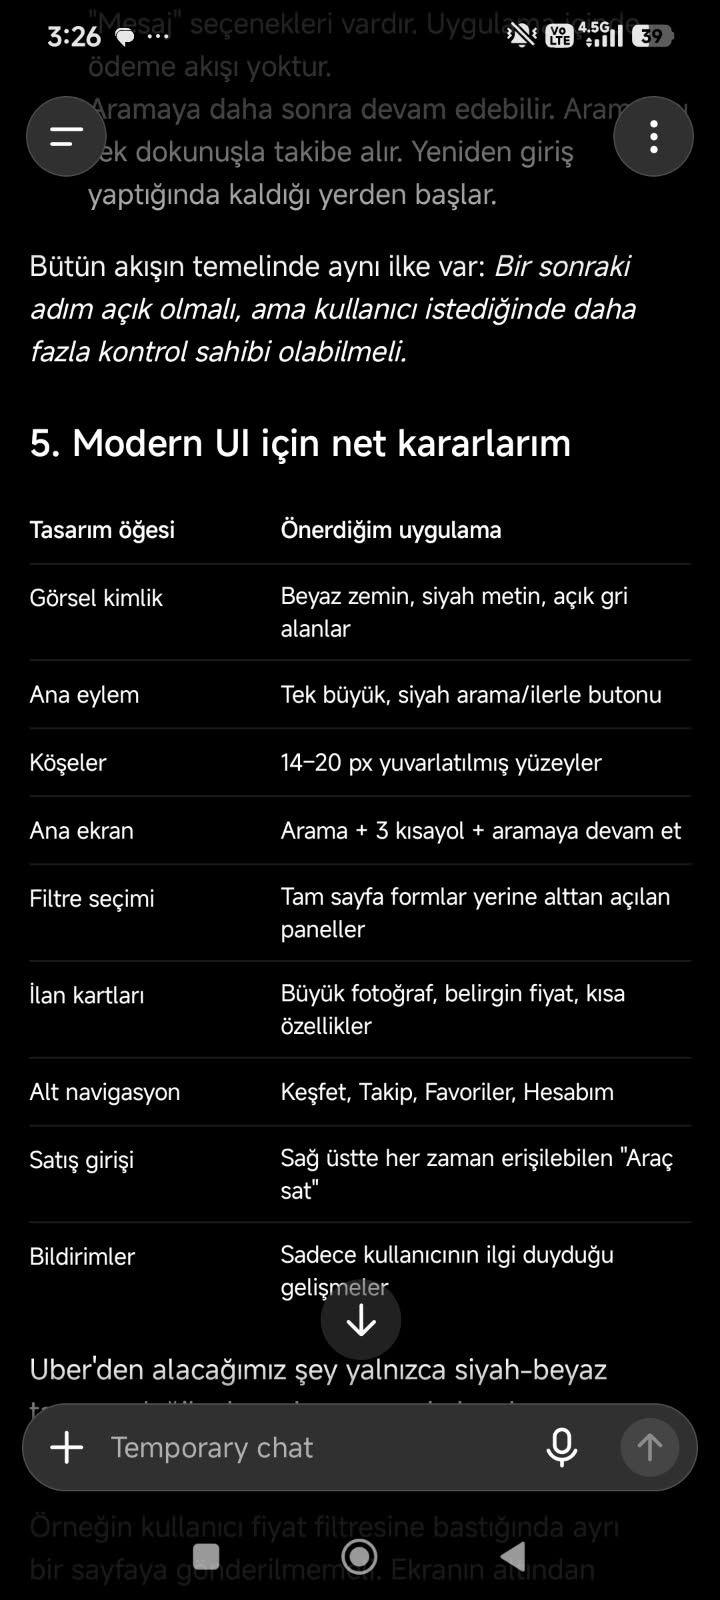 "Mesaj" seçenekleri vardır. Uygulama içinde
3:26
4.5G
Vo LTE
39
ödeme akışı yoktur.
Aramaya daha sonra devam edebilir.
tek dokunuşla takibe alır. Yeniden giriş
yaptığında kaldığı yerden başlar.
Bütün akışın temelinde aynı ilke var: Bir sonraki
adım açık olmalı, ama kullanıcı istediğinde daha
fazla kontrol sahibi olabilmeli.
5. Modern UI için net kararlarım
Tasarım öğesi Önerdiğim uygulama
Görsel kimlik Beyaz zemin, siyah metin, açık gri
alanlar
Ana eylem Tek büyük, siyah arama/ilerle butonu
Köşeler 14–20 px yuvarlatılmış yüzeyler
Ana ekran Arama + 3 kısayol + aramaya devam et
Filtre seçimi Tam sayfa formlar yerine alttan açılan
paneller
İlan kartları Büyük fotoğraf, belirgin fiyat, kısa
özellikler
Alt navigasyon Keşfet, Takip, Favoriler, Hesabım
Satış girişi Sağ üstte her zaman erişilebilen "Araç
sat"
Bildirimler Sadece kullanıcının ilgi duyduğu
gelişmeler
Uber'den alacağımız şey yalnızca siyah-beyaz
Temporary chat
Örneğin kullanıcı fiyat filtresine bastığında ayrı
bir sayfaya gönderilmemeli. Ekranın altından